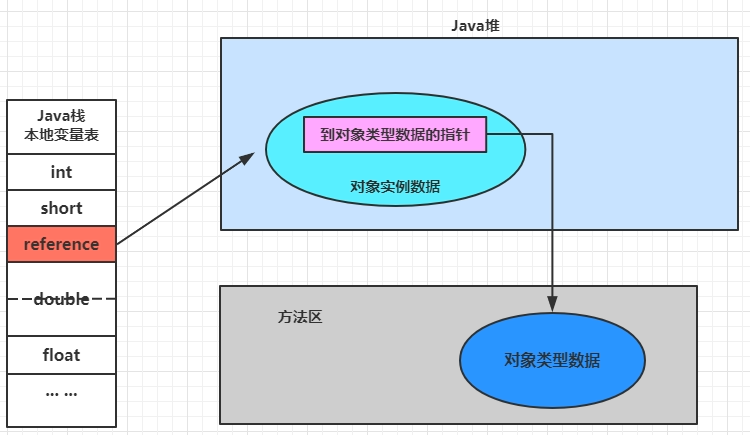 Java堆
Java栈
本地变量表
int
short
reference
double
float
... ...
到对象类型数据的指针
对象实例数据
方法区
对象类型数据